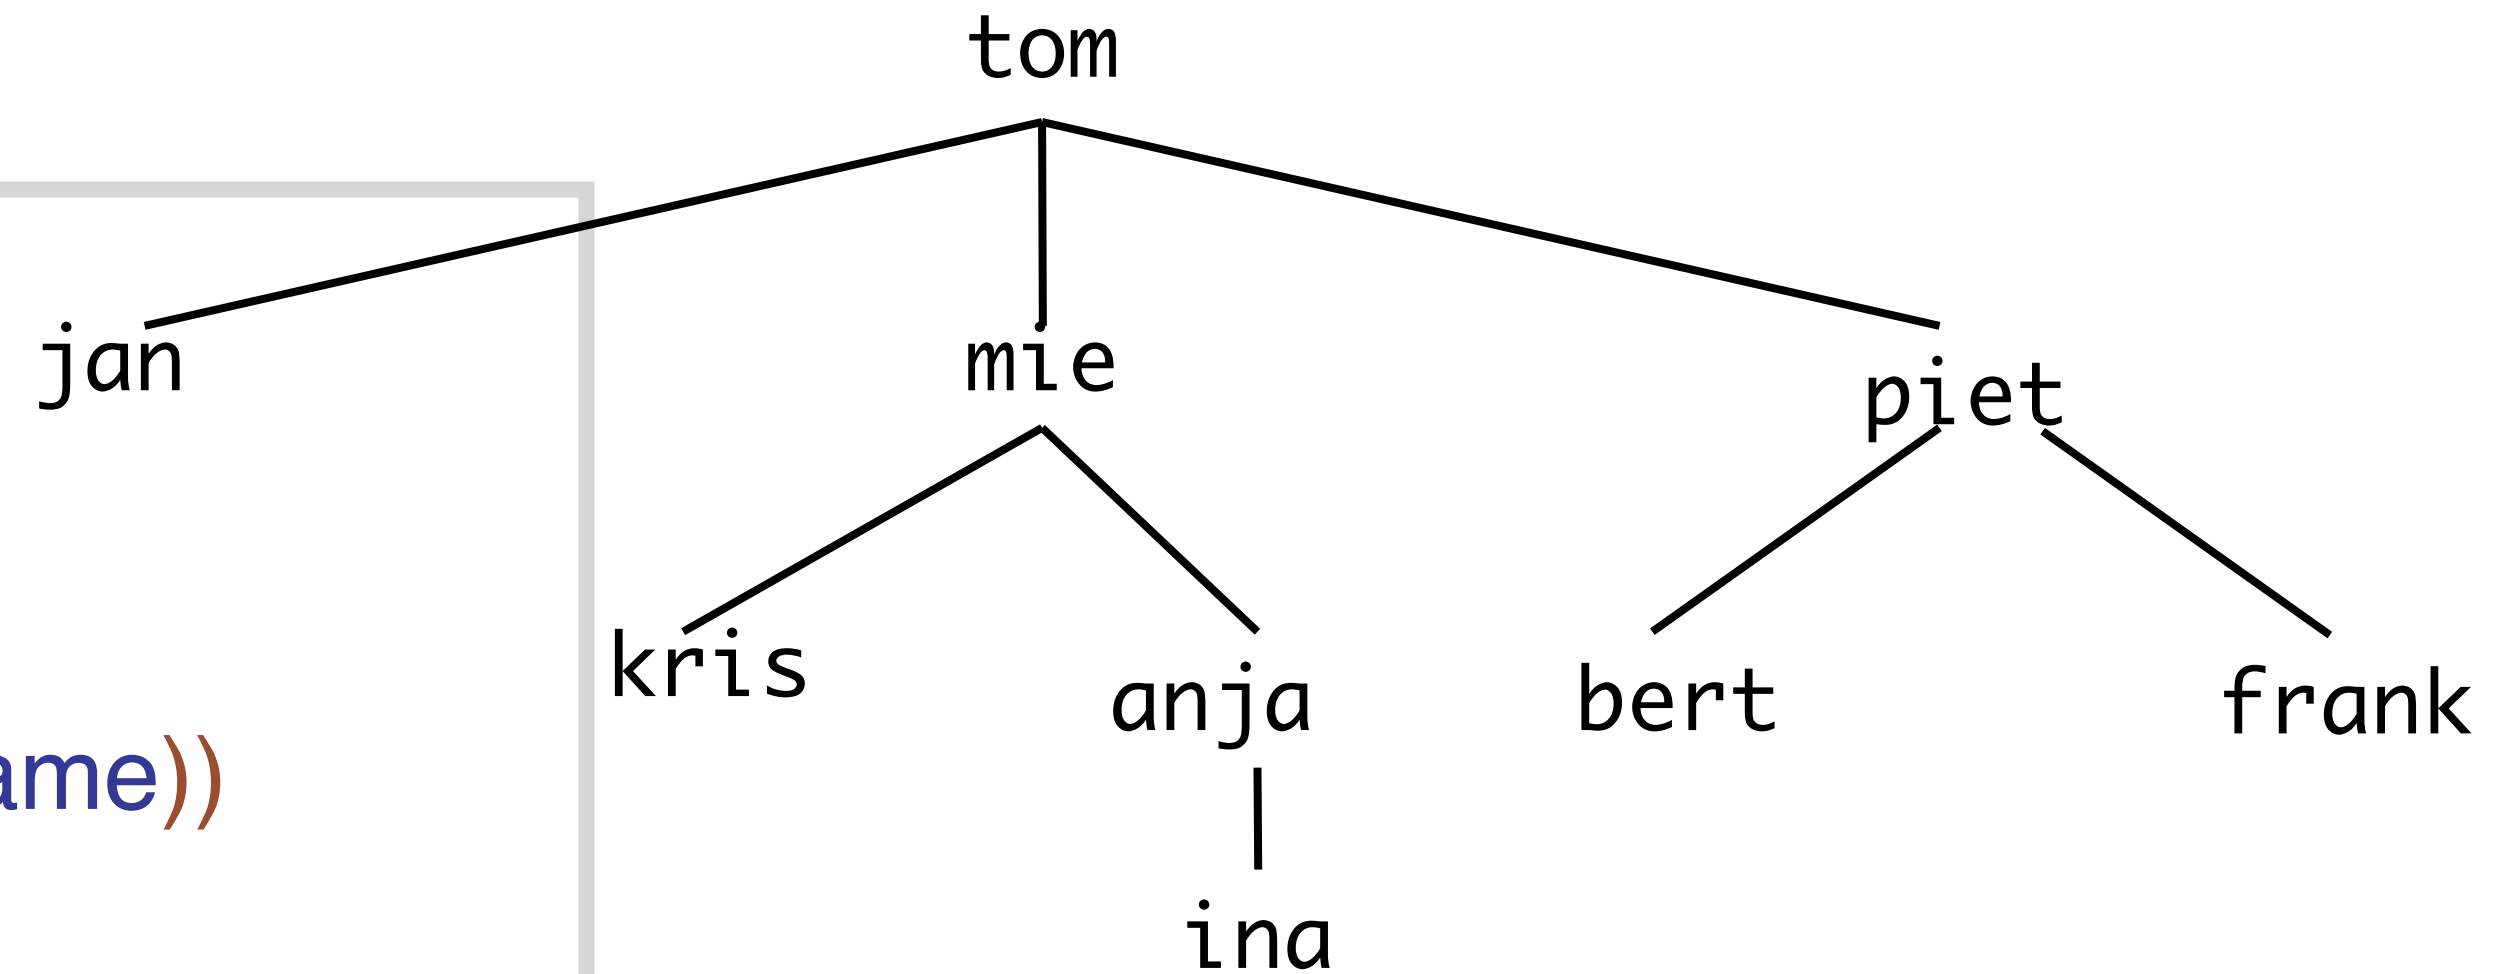 tom
jan mie piet
kris anja bert frank
ame))
ina